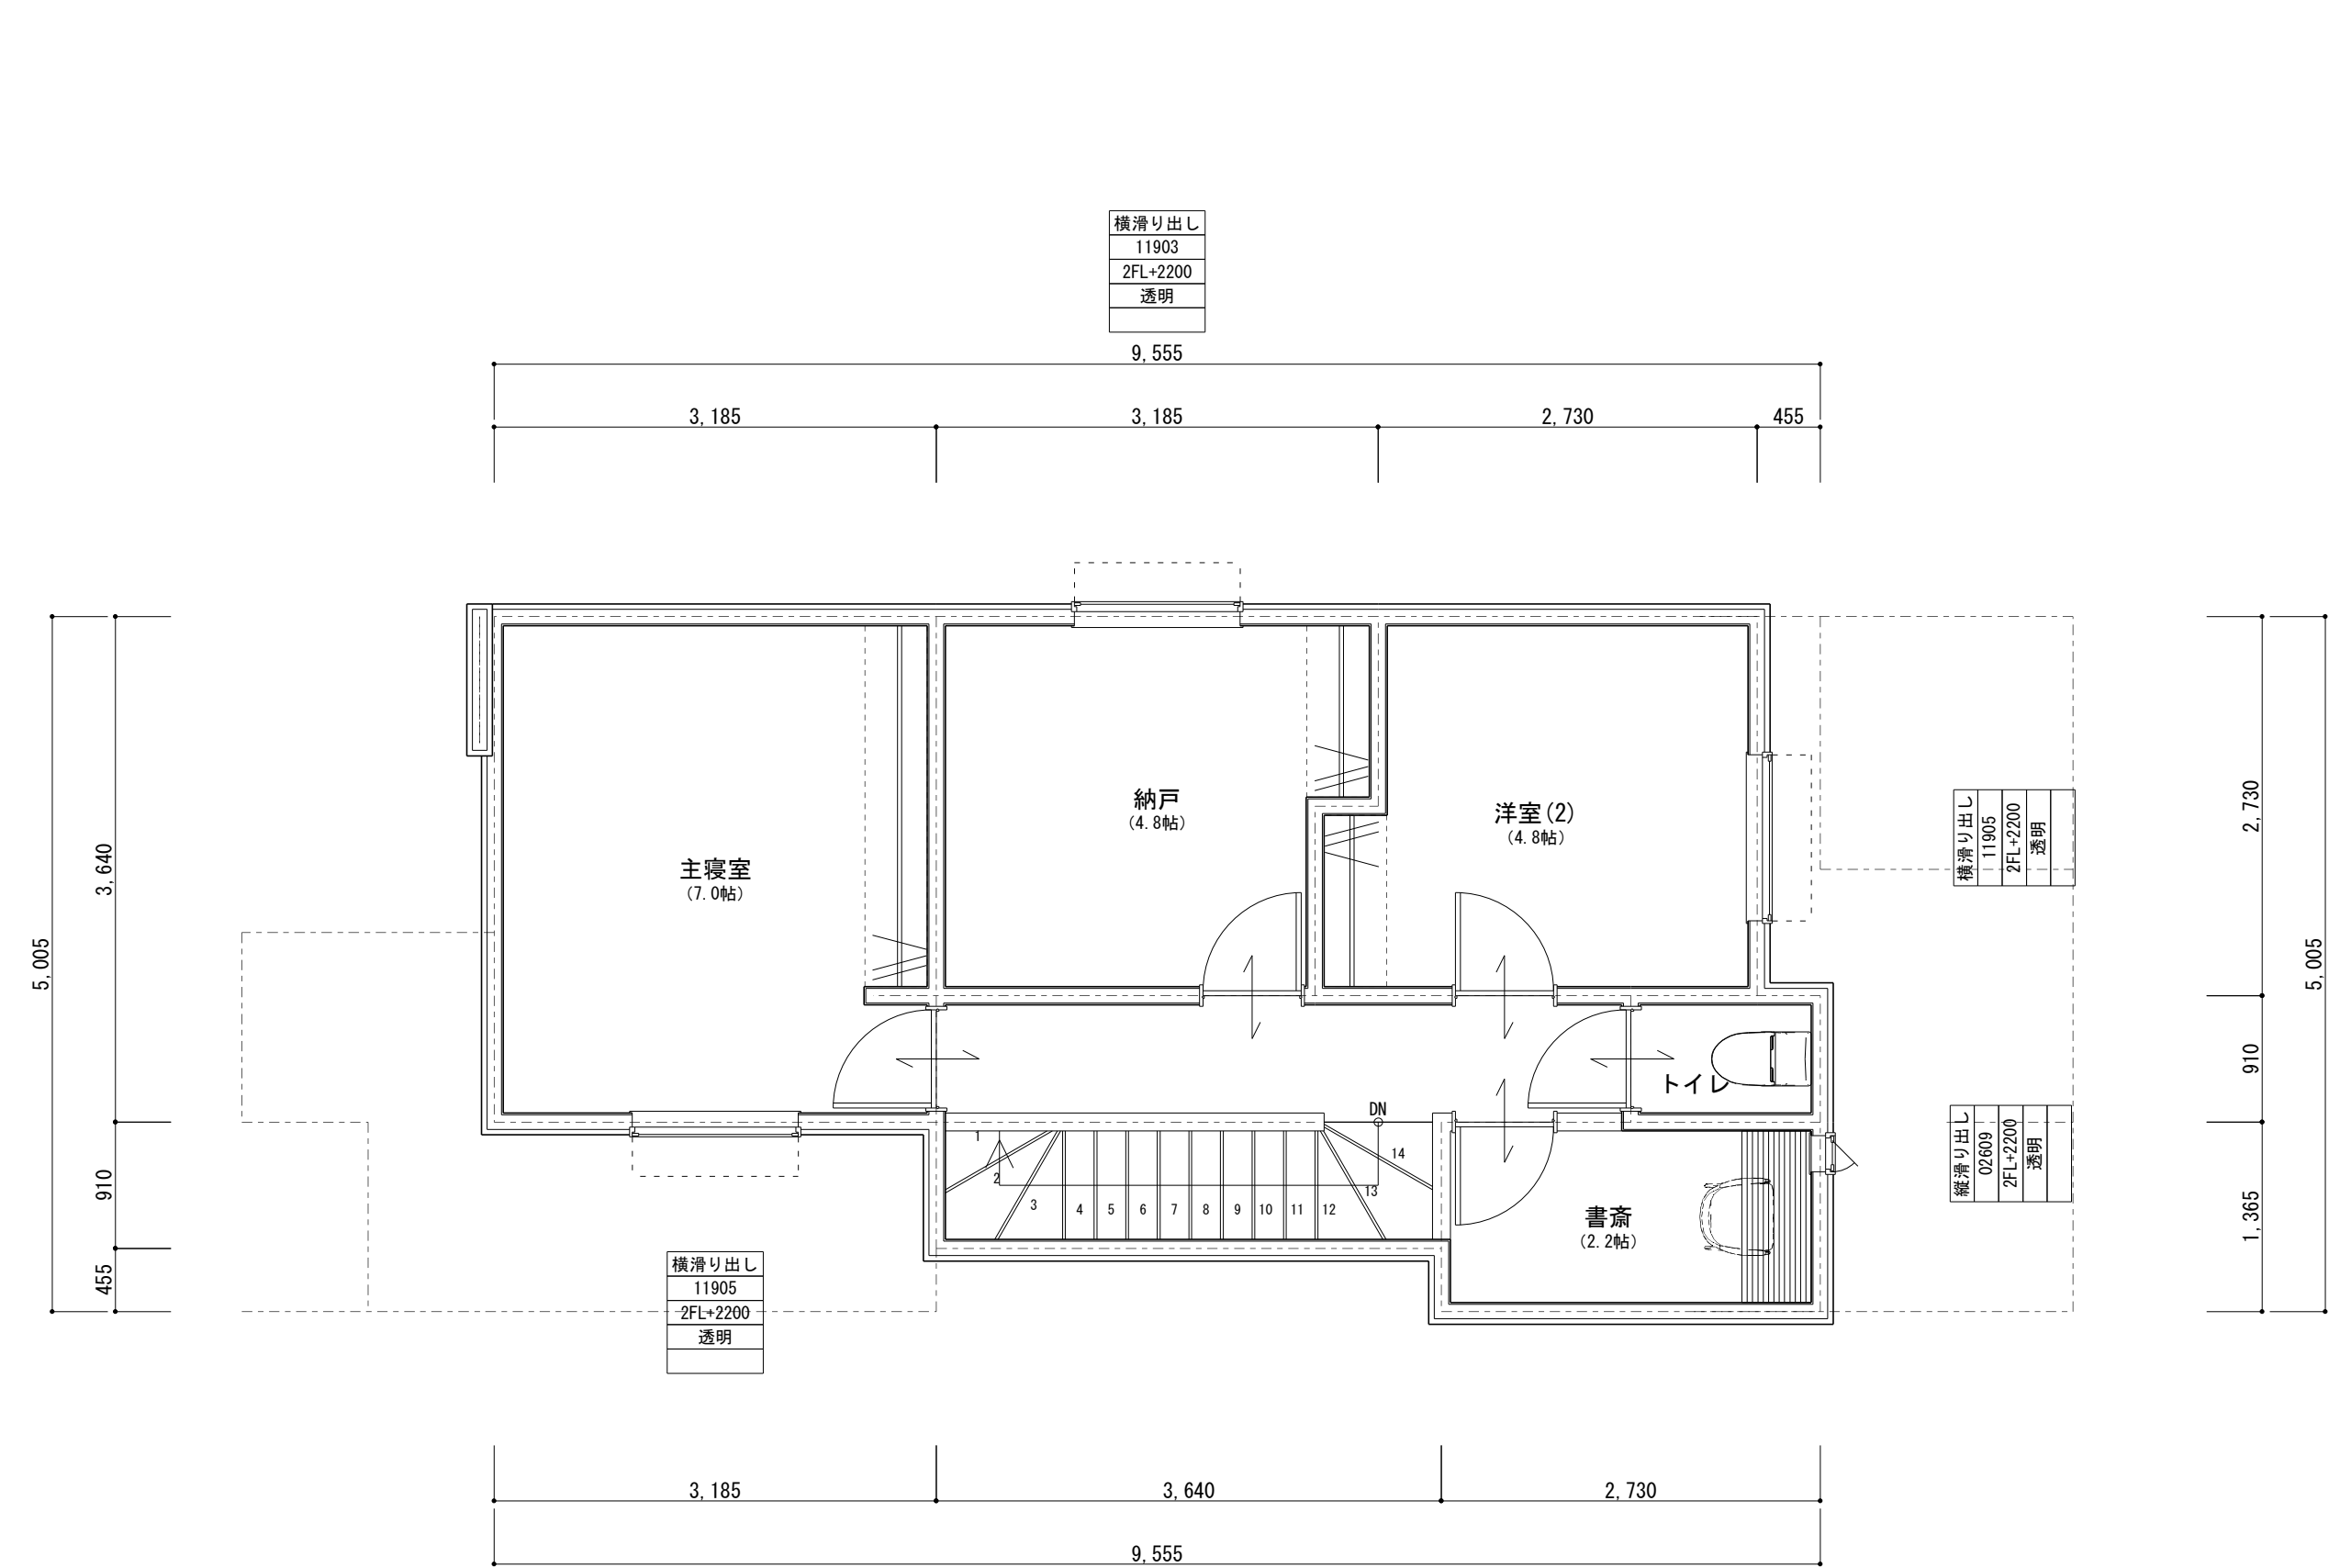 横滑り出し
11903
2FL+2200
透明
9,555
3,185
3,185
2,730
455
5,005
3,640
910
455
主寝室
(7.0帖)
納戸
(4.8帖)
洋室(2)
(4.8帖)
横滑り出し
11905
2FL+2200
透明
2,730
910
1,365
5,005
トイレ
DN
1
2
3
4
5
6
7
8
9
10
11
12
13
14
書斎
(2.2帖)
縦滑り出し
02609
2FL+2200
透明
横滑り出し
11905
2FL+2200
透明
3,185
3,640
2,730
9,555